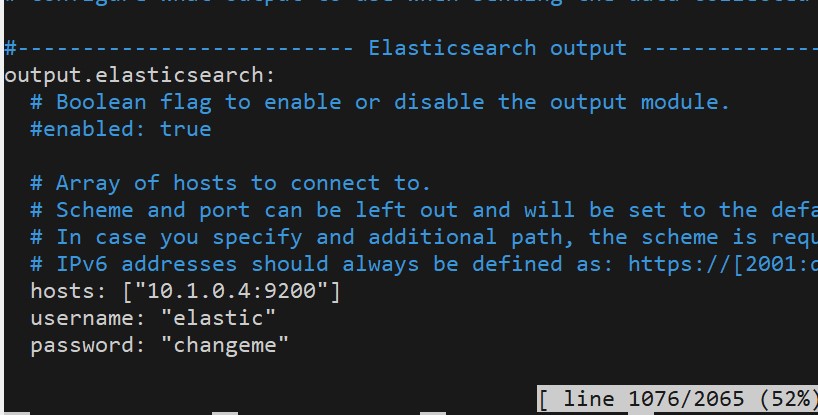 #-------------------------- Elasticsearch output --------------
output.elasticsearch:
# Boolean flag to enable or disable the output module.
#enabled: true
# Array of hosts to connect to.
# Scheme and port can be left out and will be set to the
# In case you specify and additional path, the scheme is
# IPv6 addresses should always be defined as: https://[2001:
hosts: ["10.1.0.4:9200"]
username: "elastic"
password: "changeme"
[ line 1076/2065 (52%)